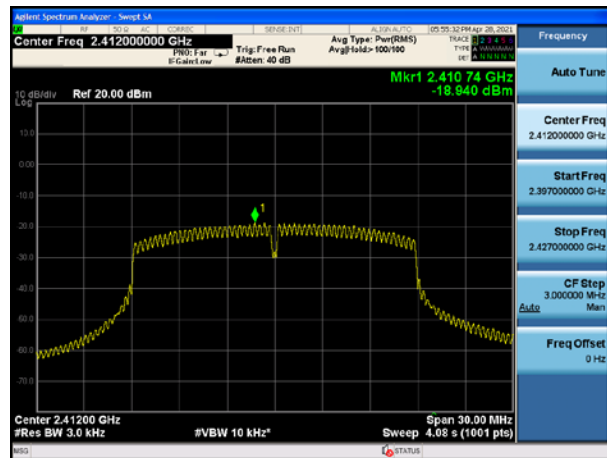 Agilent Spectrum Analyzer - Swept SA
RF 50 Ω AC CORREC SENSE:INT ALIGN AUTO 05:55:32 PM Apr 28, 2021
Center Freq 2.412000000 GHz
PNO: Far
IFGain:Low
Trig: Free Run
#Atten: 40 dB
Avg Type: Pwr(RMS)
Avg|Hold:> 100/100
TRACE 1 2 3 4 5 6
TYPE
DET A N N N N N
Mkr1 2.410 74 GHz
-18.940 dBm
10 dB/div
Log
Ref 20.00 dBm
10.0
0.00
-10.0
-20.0
-30.0
-40.0
-50.0
-60.0
-70.0
1
Center 2.41200 GHz
Span 30.00 MHz
#Res BW 3.0 kHz
#VBW 10 kHz*
Sweep 4.08 s (1001 pts)
MSG
STATUS
Frequency
Auto Tune
Center Freq
2.412000000 GHz
Start Freq
2.397000000 GHz
Stop Freq
2.427000000 GHz
CF Step
3.000000 MHz
Auto Man
Freq Offset
0 Hz